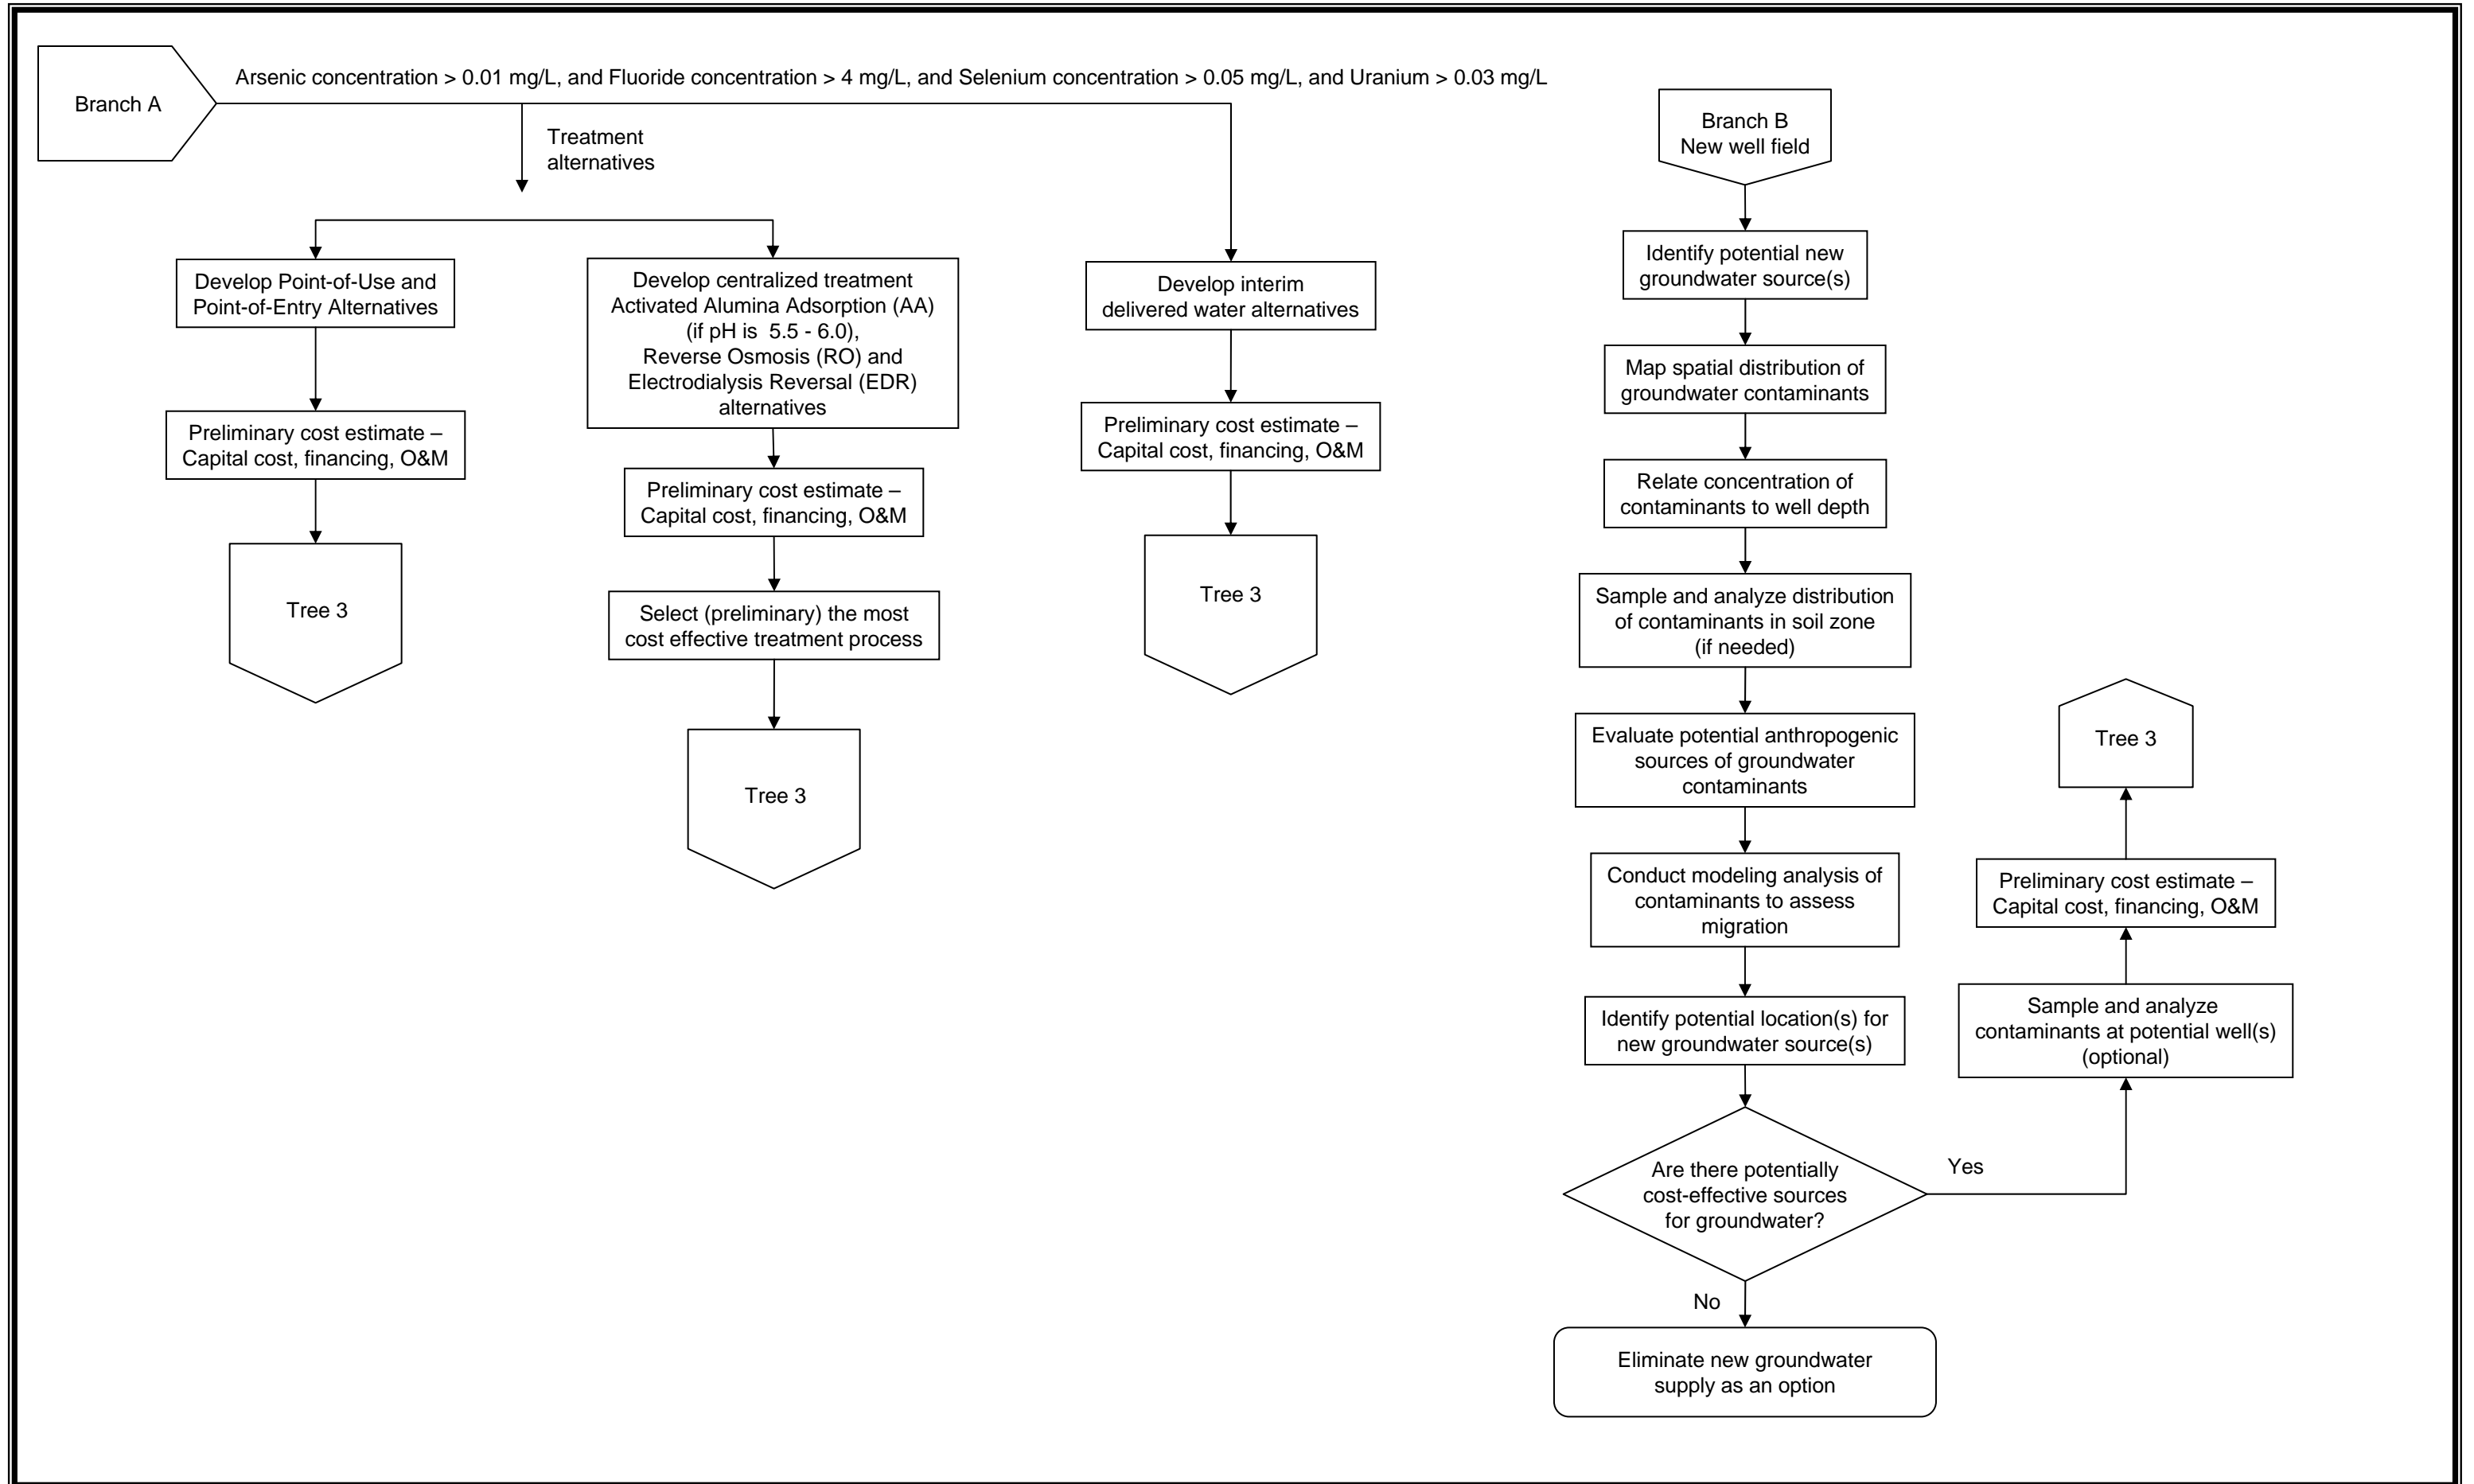 Branch A
Arsenic concentration > 0.01 mg/L, and Fluoride concentration > 4 mg/L, and Selenium concentration > 0.05 mg/L, and Uranium > 0.03 mg/L
Treatment
alternatives
Develop Point-of-Use and
Point-of-Entry Alternatives
Preliminary cost estimate –
Capital cost, financing, O&M
Tree 3
Develop centralized treatment
Activated Alumina Adsorption (AA)
(if pH is 5.5 - 6.0),
Reverse Osmosis (RO) and
Electrodialysis Reversal (EDR)
alternatives
Preliminary cost estimate –
Capital cost, financing, O&M
Select (preliminary) the most
cost effective treatment process
Tree 3
Develop interim
delivered water alternatives
Preliminary cost estimate –
Capital cost, financing, O&M
Tree 3
Branch B
New well field
Identify potential new
groundwater source(s)
Map spatial distribution of
groundwater contaminants
Relate concentration of
contaminants to well depth
Sample and analyze distribution
of contaminants in soil zone
(if needed)
Evaluate potential anthropogenic
sources of groundwater
contaminants
Conduct modeling analysis of
contaminants to assess
migration
Identify potential location(s) for
new groundwater source(s)
Are there potentially
cost-effective sources
for groundwater?
Yes
Sample and analyze
contaminants at potential well(s)
(optional)
Preliminary cost estimate –
Capital cost, financing, O&M
Tree 3
No
Eliminate new groundwater
supply as an option